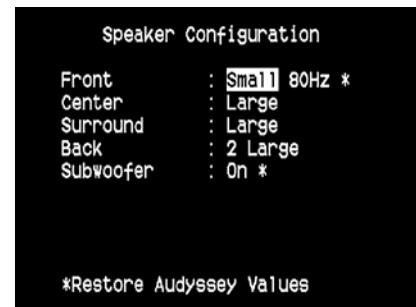 Speaker Configuration
Front : Small 80Hz *
Center : Large
Surround : Large
Back : 2 Large
Subwoofer : On *
*Restore Audyssey Values